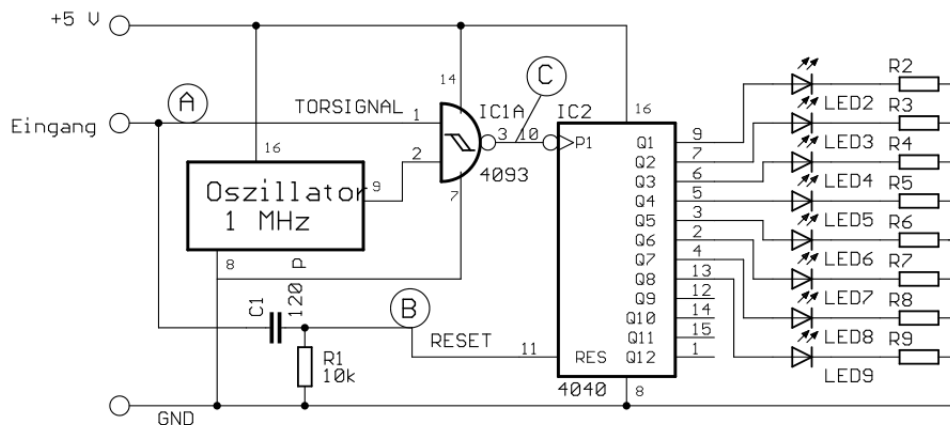 +5 V
Eingang
A
TORSIGNAL
14
1
2
3
7
IC1A
4093
C
10
IC2
P1
16
16
Oszillator
1 MHz
9
8
C1
120 p
R1
10k
B
RESET
11
RES
4040
8
GND
Q1 9
Q2 7
Q3 6
Q4 5
Q5 3
Q6 2
Q7 4
Q8 13
Q9 12
Q10 14
Q11 15
Q12 1
R2
LED2
R3
LED3
R4
LED4
R5
LED5
R6
LED6
R7
LED7
R8
LED8
R9
LED9